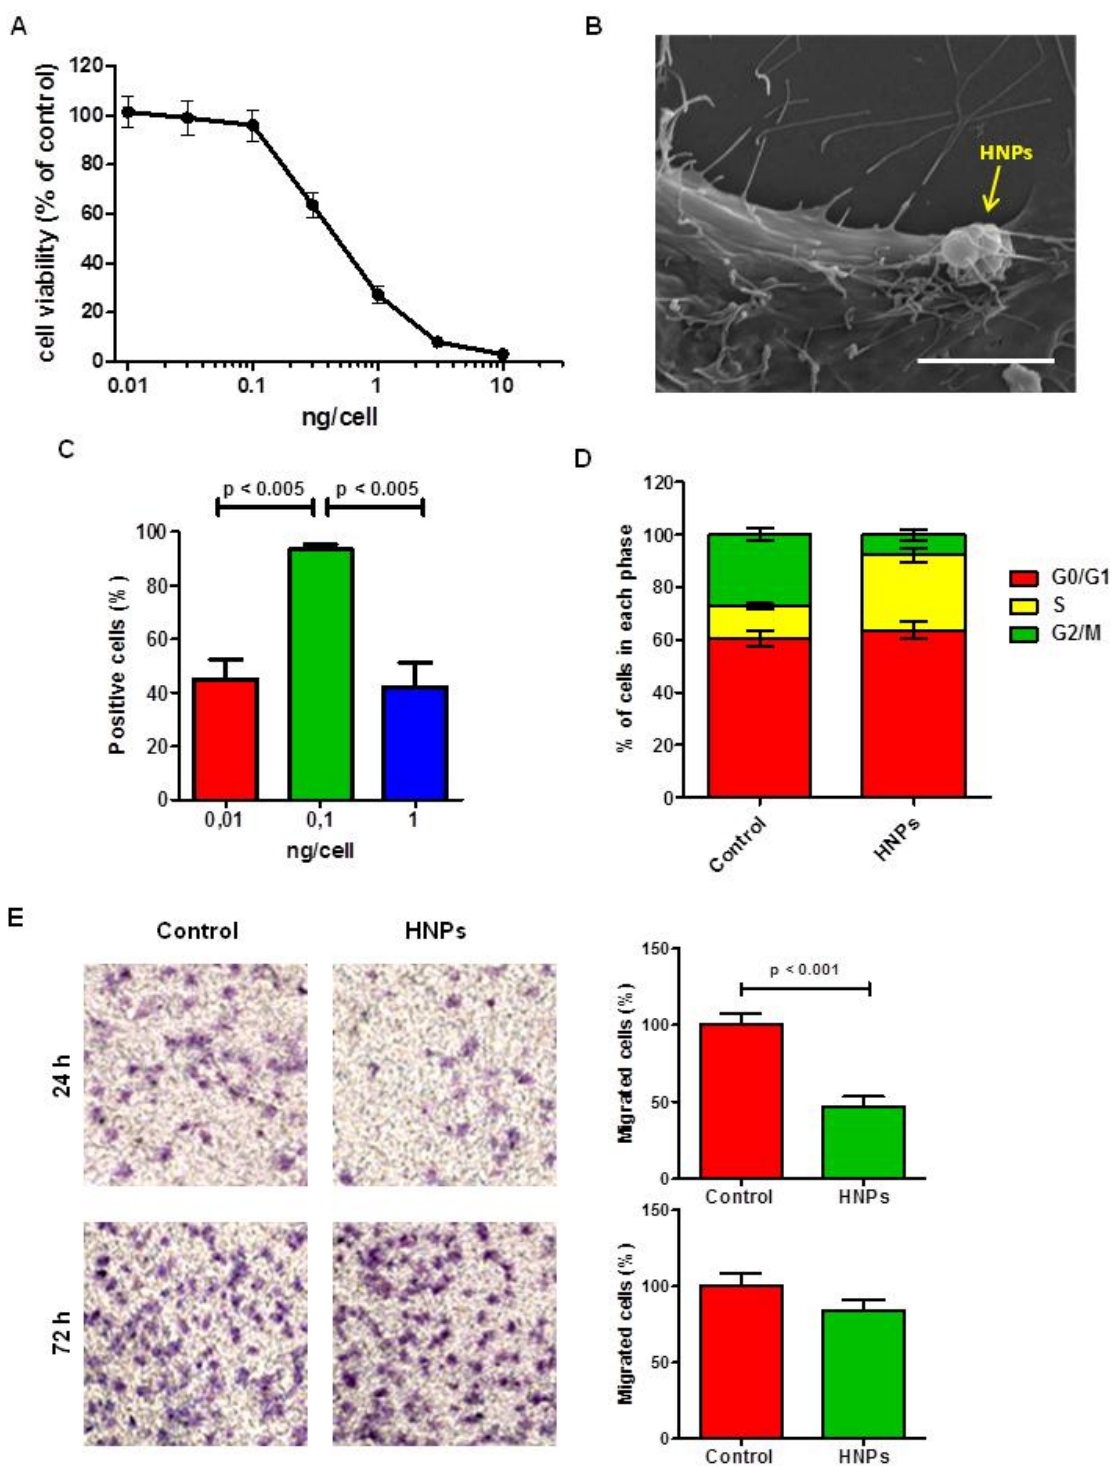 A
cell viability (% of control)
120
100
80
60
40
20
0
0.01 0.1 1 10
ng/cell
B
HNPs
C
p < 0.005 p < 0.005
Positive cells (%)
100
80
60
40
20
0
0,01 0,1 1
ng/cell
D
% of cells in each phase
120
100
80
60
40
20
0
Control HNPs
G0/G1
S
G2/M
E
Control HNPs
24 h
72 h
Migrated cells (%)
150
100
50
0
p < 0.001
Control HNPs
Migrated cells (%)
150
100
50
0
Control HNPs